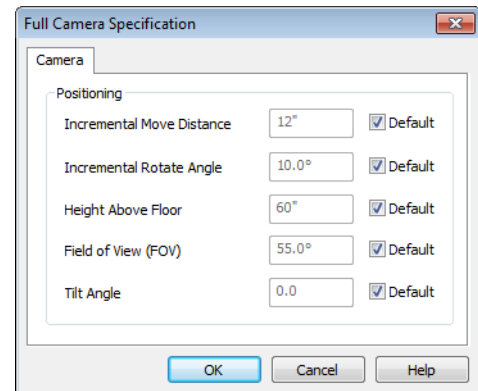 Full Camera Specification
Camera
Positioning
Incremental Move Distance 12" Default
Incremental Rotate Angle 10.0° Default
Height Above Floor 60" Default
Field of View (FOV) 55.0° Default
Tilt Angle 0.0 Default
OK Cancel Help